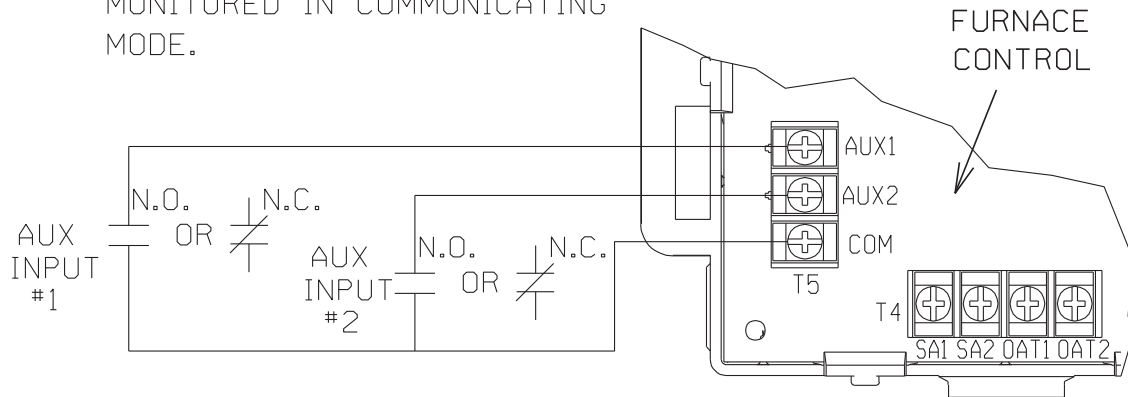 MONITORED IN COMMUNICATING
MODE.
FURNACE
CONTROL
AUX1
AUX2
COM
T5
N.O.
OR
N.C.
AUX
INPUT
#1
N.O.
OR
N.C.
AUX
INPUT
#2
T4
SA1 SA2 OAT1 OAT2